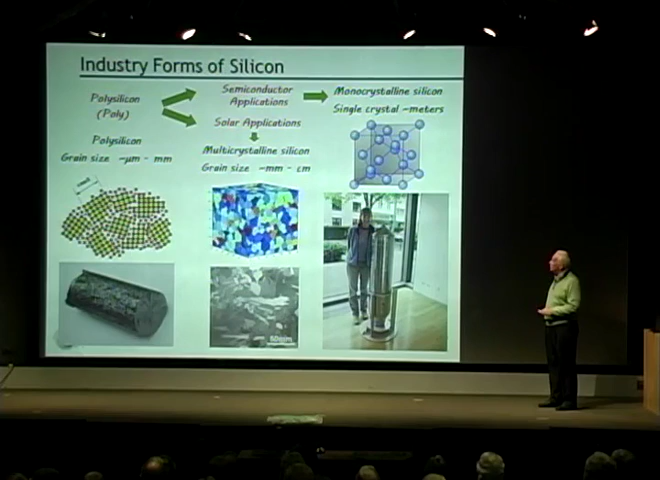 Industry Forms of Silicon
Polysilicon
(Poly)
Semiconductor
Applications
Solar Applications
Monocrystalline silicon
Single crystal ~meters
Polysilicon
Grain size ~μm - mm
Multicrystalline silicon
Grain size ~mm - cm
50mm